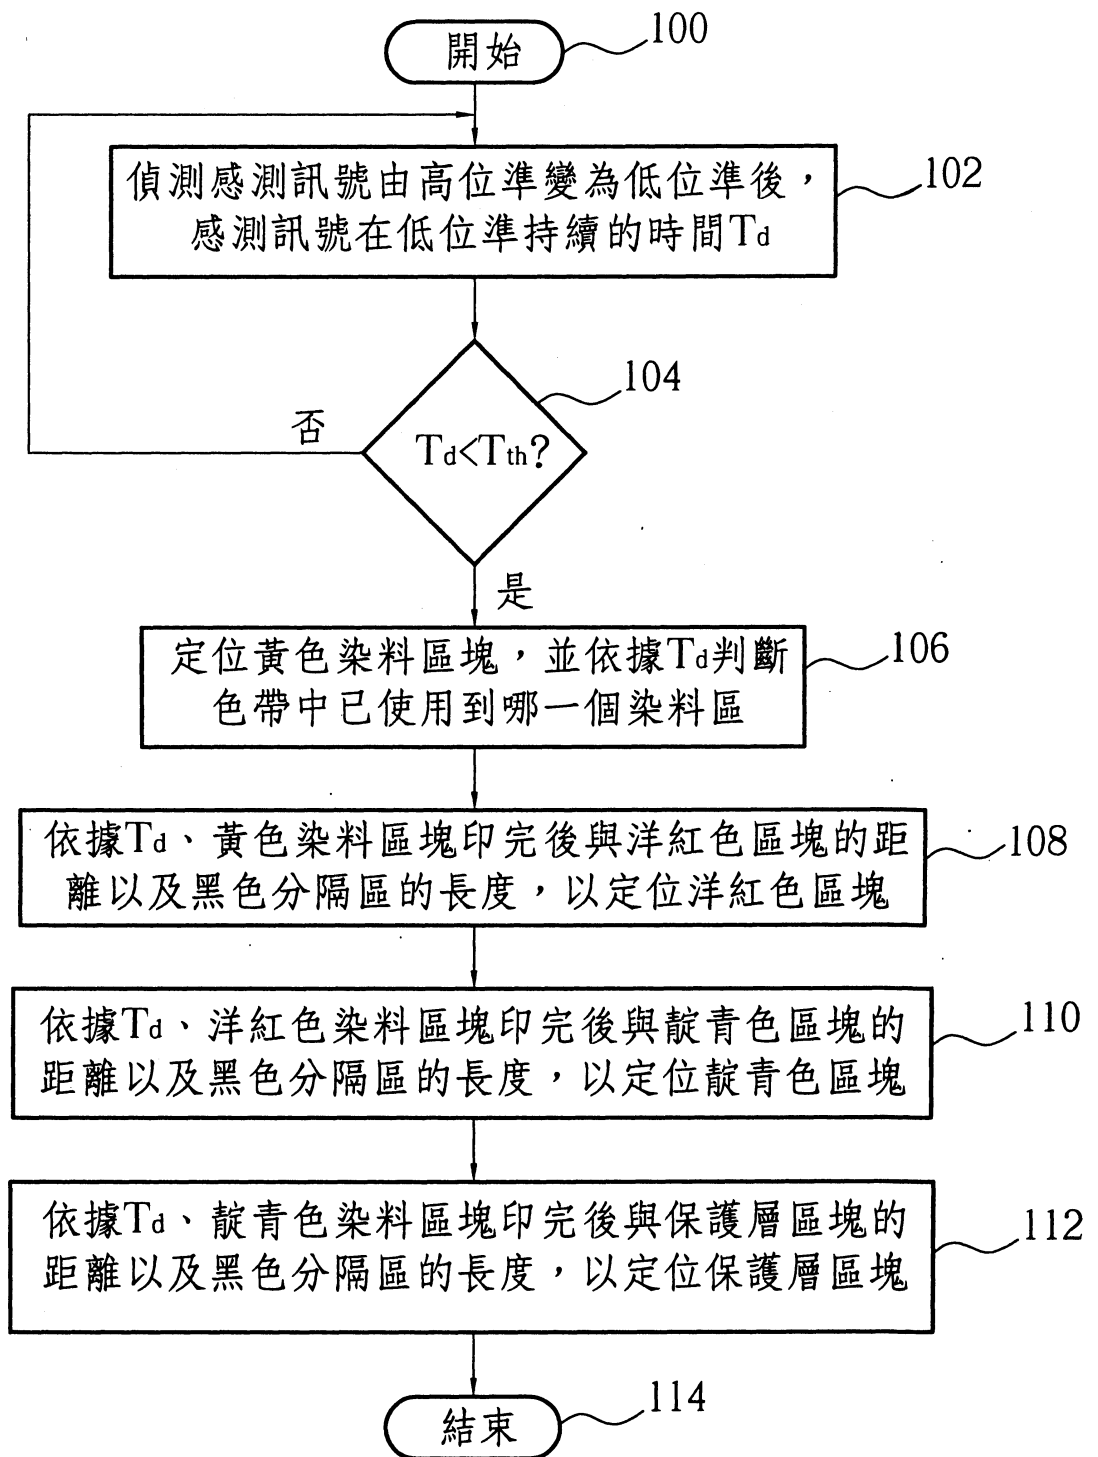 開始
100
偵測感測訊號由高位準變為低位準後，
感測訊號在低位準持續的時間Td
102
104
Td<Tth?
否
是
定位黃色染料區塊，並依據Td判斷
色帶中已使用到哪一個染料區
106
依據Td、黃色染料區塊印完後與洋紅色區塊的距
離以及黑色分隔區的長度，以定位洋紅色區塊
108
依據Td、洋紅色染料區塊印完後與靛青色區塊的
距離以及黑色分隔區的長度，以定位靛青色區塊
110
依據Td、靛青色染料區塊印完後與保護層區塊的
距離以及黑色分隔區的長度，以定位保護層區塊
112
結束
114